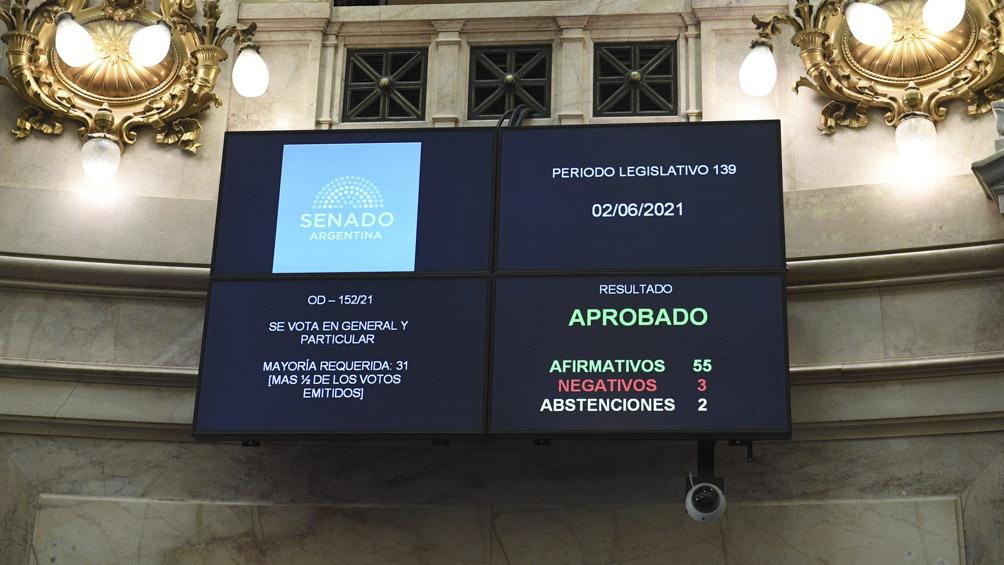 SENADO
ARGENTINA
PERIODO LEGISLATIVO 139
02/06/2021
OD – 152/21
SE VOTA EN GENERAL Y
PARTICULAR
MAYORÍA REQUERIDA: 31
[MAS ½ DE LOS VOTOS
EMITIDOS]
RESULTADO
APROBADO
AFIRMATIVOS 55
NEGATIVOS 3
ABSTENCIONES 2